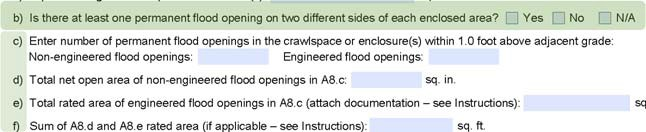 b) Is there at least one permanent flood opening on two different sides of each enclosed area? Yes No N/A
c) Enter number of permanent flood openings in the crawlspace or enclosure(s) within 1.0 foot above adjacent grade:
Non-engineered flood openings: Engineered flood openings:
d) Total net open area of non-engineered flood openings in A8.c: sq. in.
e) Total rated area of engineered flood openings in A8.c (attach documentation – see Instructions): sq
f) Sum of A8.d and A8.e rated area (if applicable – see Instructions): sq. ft.